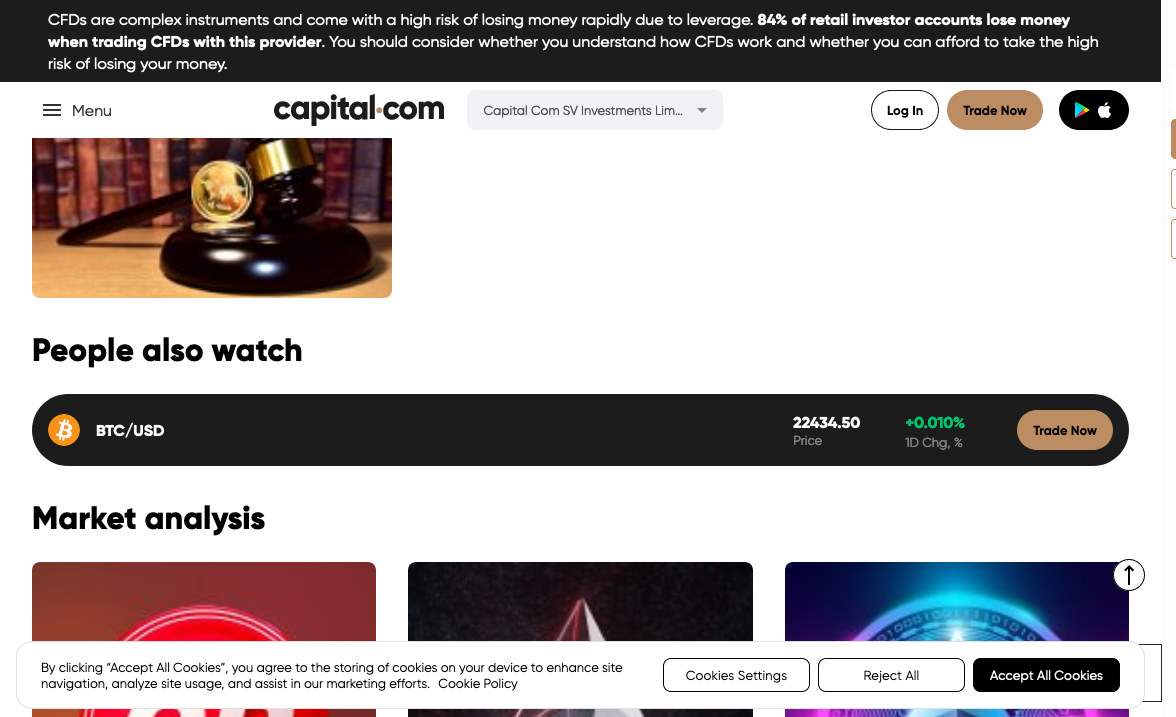 CFDs are complex instruments and come with a high risk of losing money rapidly due to leverage. 84% of retail investor accounts lose money
when trading CFDs with this provider. You should consider whether you understand how CFDs work and whether you can afford to take the high
risk of losing your money.
Menu
capital.com
Capital Com SV Investments Lim...
Log In
Trade Now
People also watch
BTC/USD
22434.50
Price
+0.010%
1D Chg, %
Trade Now
Market analysis
By clicking “Accept All Cookies”, you agree to the storing of cookies on your device to enhance site
navigation, analyze site usage, and assist in our marketing efforts. Cookie Policy
Cookies Settings
Reject All
Accept All Cookies